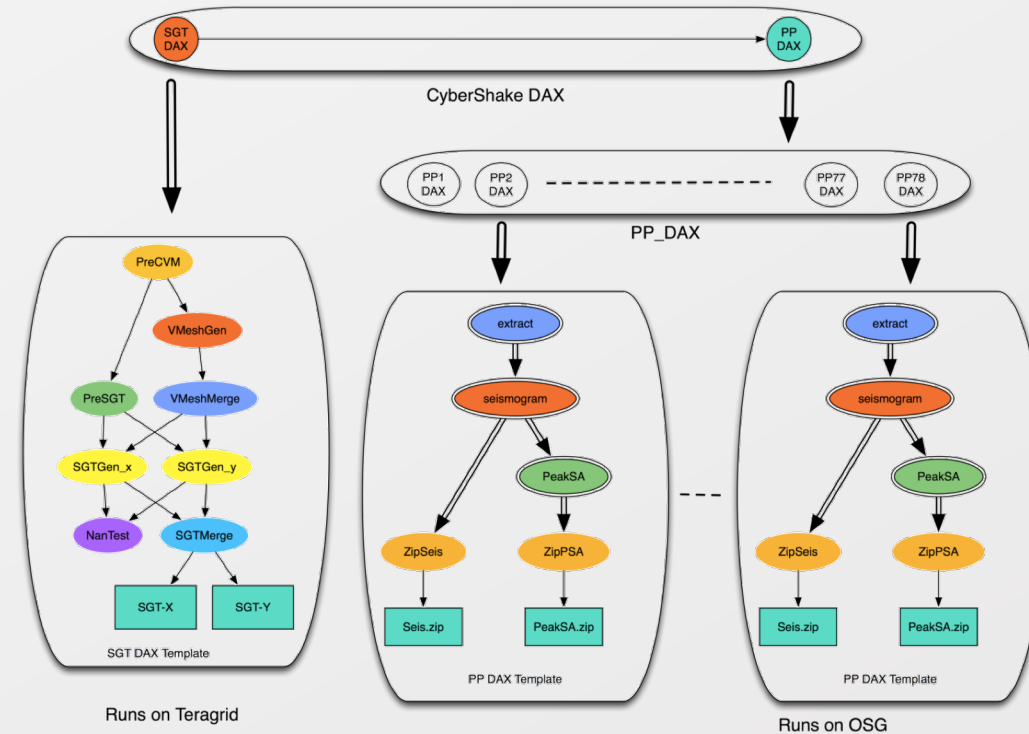 SGT
DAX
PP
DAX
CyberShake DAX
PP1
DAX
PP2
DAX
PP77
DAX
PP78
DAX
PP_DAX
PreCVM
VMeshGen
PreSGT
VMeshMerge
SGTGen_x
SGTGen_y
NanTest
SGTMerge
SGT-X
SGT-Y
SGT DAX Template
Runs on Teragrid
extract
seismogram
PeakSA
ZipSeis
ZipPSA
Seis.zip
PeakSA.zip
PP DAX Template
extract
seismogram
PeakSA
ZipSeis
ZipPSA
Seis.zip
PeakSA.zip
PP DAX Template
Runs on OSG